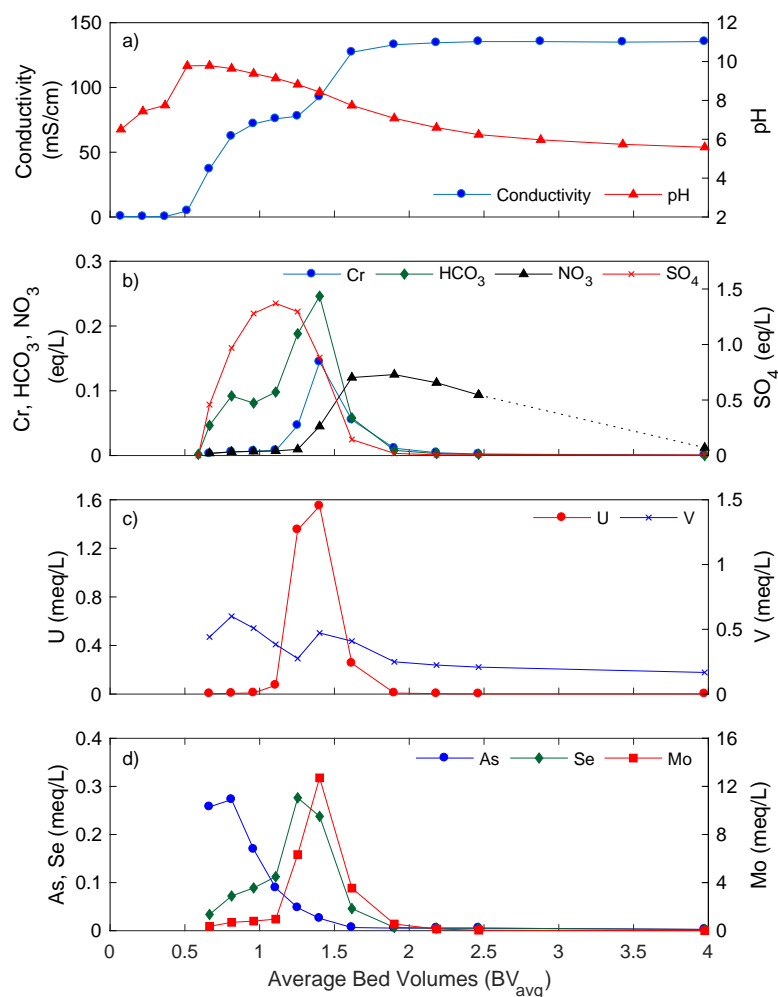 150
12
a)
100
10
8
50
6
4
0
2
Conductivity
(mS/cm)
pH
Conductivity
pH
0.3
b)
Cr
HCO3
NO3
SO4
1.5
0.2
1.0
0.1
0.5
0
0
Cr, HCO3, NO3
(eq/L)
SO4 (eq/L)
1.6
1.5
c)
U
V
1.2
1
0.8
0.5
0.4
0
0
U (meq/L)
V (meq/L)
0.4
16
d)
As
Se
Mo
0.3
12
0.2
8
0.1
4
0
0
As, Se (meq/L)
Mo (meq/L)
0 0.5 1 1.5 2 2.5 3 3.5 4
Average Bed Volumes (BVavg)